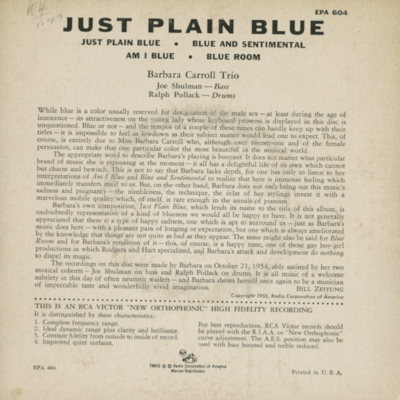 EPA 604
JUST PLAIN BLUE
JUST PLAIN BLUE • BLUE AND SENTIMENTAL
AM I BLUE • BLUE ROOM
Barbara Carroll Trio
Joe Shulman — Bass
Ralph Pollack — Drums
While blue is a color usually reserved for designation of the male sex — at least during the age of
innocence — its attractiveness on the young lady whose keyboard prowess is displayed in this disc is
unquestioned. Blue or not — and the tempos of a couple of these tunes can hardly keep up with their
titles — it is impossible to feel as lowdown as their subject matter would lead one to expect. This, of
course, is entirely due to Miss Barbara Carroll who, although over twenty-one and of the female
persuasion, can make that one particular color the most beautiful in the musical world.
The appropriate word to describe Barbara's playing is buoyant. It does not matter what particular
brand of music she is espousing at the moment — it all has a delightful life of its own which cannot
but charm and bewitch. This is not to say that Barbara lacks depth, for one has only to listen to her
interpretations of Am I Blue and Blue and Sentimental to realize that here is immense feeling which
immediately transfers itself to us. But, on the other hand, Barbara does not only bring out this music's
sadness and poignancy — the nimbleness, the technique, the éclat of her stylings invest it with a
marvelous mobile quality which, of itself, is rare enough in the annals of pianism.
Barbara's own composition, Just Plain Blue, which lends its name to the title of this album, is
undoubtedly representative of a kind of blueness we would all be happy to have. It is not generally
appreciated that there is a type of happy sadness, one which is apt to surround us — just as Barbara's
music does here — with a pleasant pain of longing or expectation, but one which is always ameliorated
by the knowledge that things are not quite as bad as they appear. The same might also be said for Blue
Room and for Barbara's rendition of it — this, of course, is a happy tune, one of those gay boy-girl
productions in which Rodgers and Hart specialized, and Barbara's attack and development do nothing
to dispel its magic.
The recordings on this disc were made by Barbara on October 21, 1954, ably assisted by her two
musical cohorts — Joe Shulman on bass and Ralph Pollack on drums. It is all music of a welcome
subtlety in this day of often neurotic wailers — and Barbara shows herself once again to be a musician
of impeccable taste and wonderfully vivid imagination.
BILL ZEITUNG
Copyright 1955, Radio Corporation of America
THIS IS AN RCA VICTOR "NEW ORTHOPHONIC" HIGH FIDELITY RECORDING
It is distinguished by these characteristics:
1. Complete frequency range.
2. Ideal dynamic range plus clarity and brilliance.
3. Constant fidelity from outside to inside of record.
4. Improved quiet surfaces.
For best reproduction, RCA Victor records should
be played with the R.I.A.A. or "New Orthophonic"
curve adjustment. The A.E.S. position may also be
used with bass boosted and treble reduced.
TMKS ® © Radio Corporation of America
Marcas Registradas
EPA 604
Printed in U. S. A.